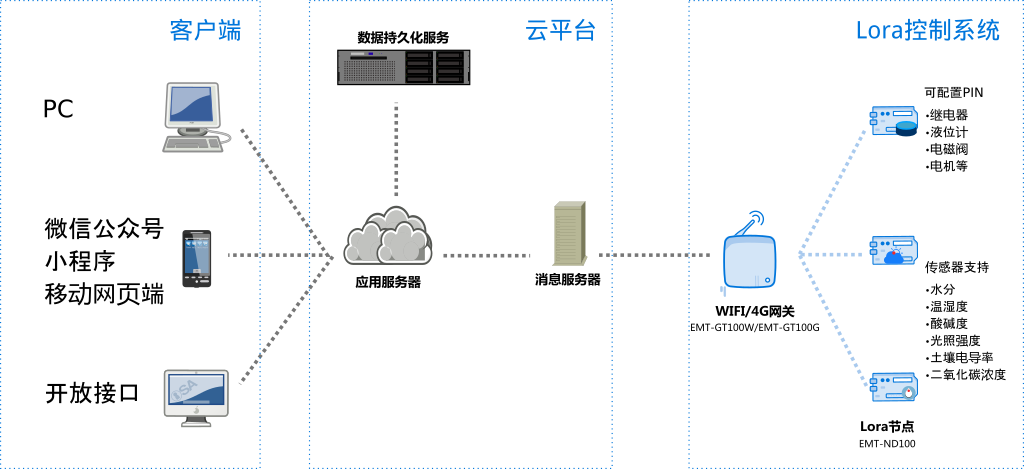 客户端
PC
微信公众号
小程序
移动网页端
开放接口
云平台
数据持久化服务
应用服务器
消息服务器
Lora控制系统
WIFI/4G网关
EMT-GT100W/EMT-GT100G
可配置PIN
•继电器
•液位计
•电磁阀
•电机等
传感器支持
•水分
•温湿度
•酸碱度
•光照强度
•土壤电导率
•二氧化碳浓度
Lora节点
EMT-ND100